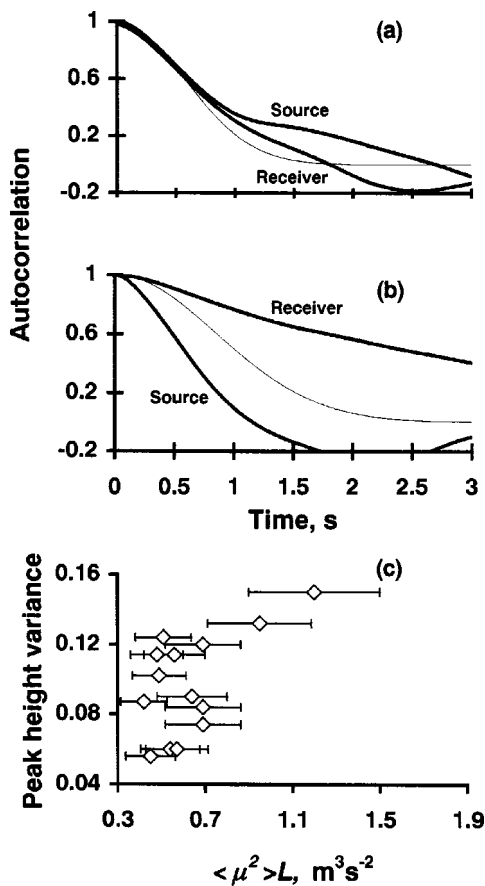 (a)
1
0.6
0.2
-0.2
Source
Receiver
Autocorrelation
(b)
1
0.6
0.2
-0.2
Receiver
Source
0 0.5 1 1.5 2 2.5 3
Time, s
(c)
Peak height variance
0.16
0.12
0.08
0.04
0.3 0.7 1.1 1.5 1.9
< μ² >L, m³s⁻²